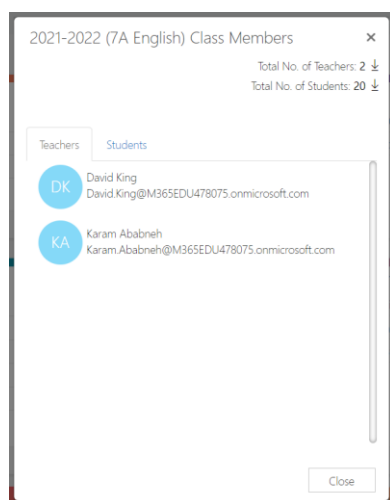 2021-2022 (7A English) Class Members ×
Total No. of Teachers: 2
Total No. of Students: 20
Teachers Students
DK
David King
David.King@M365EDU478075.onmicrosoft.com
KA
Karam Ababneh
Karam.Ababneh@M365EDU478075.onmicrosoft.com
Close